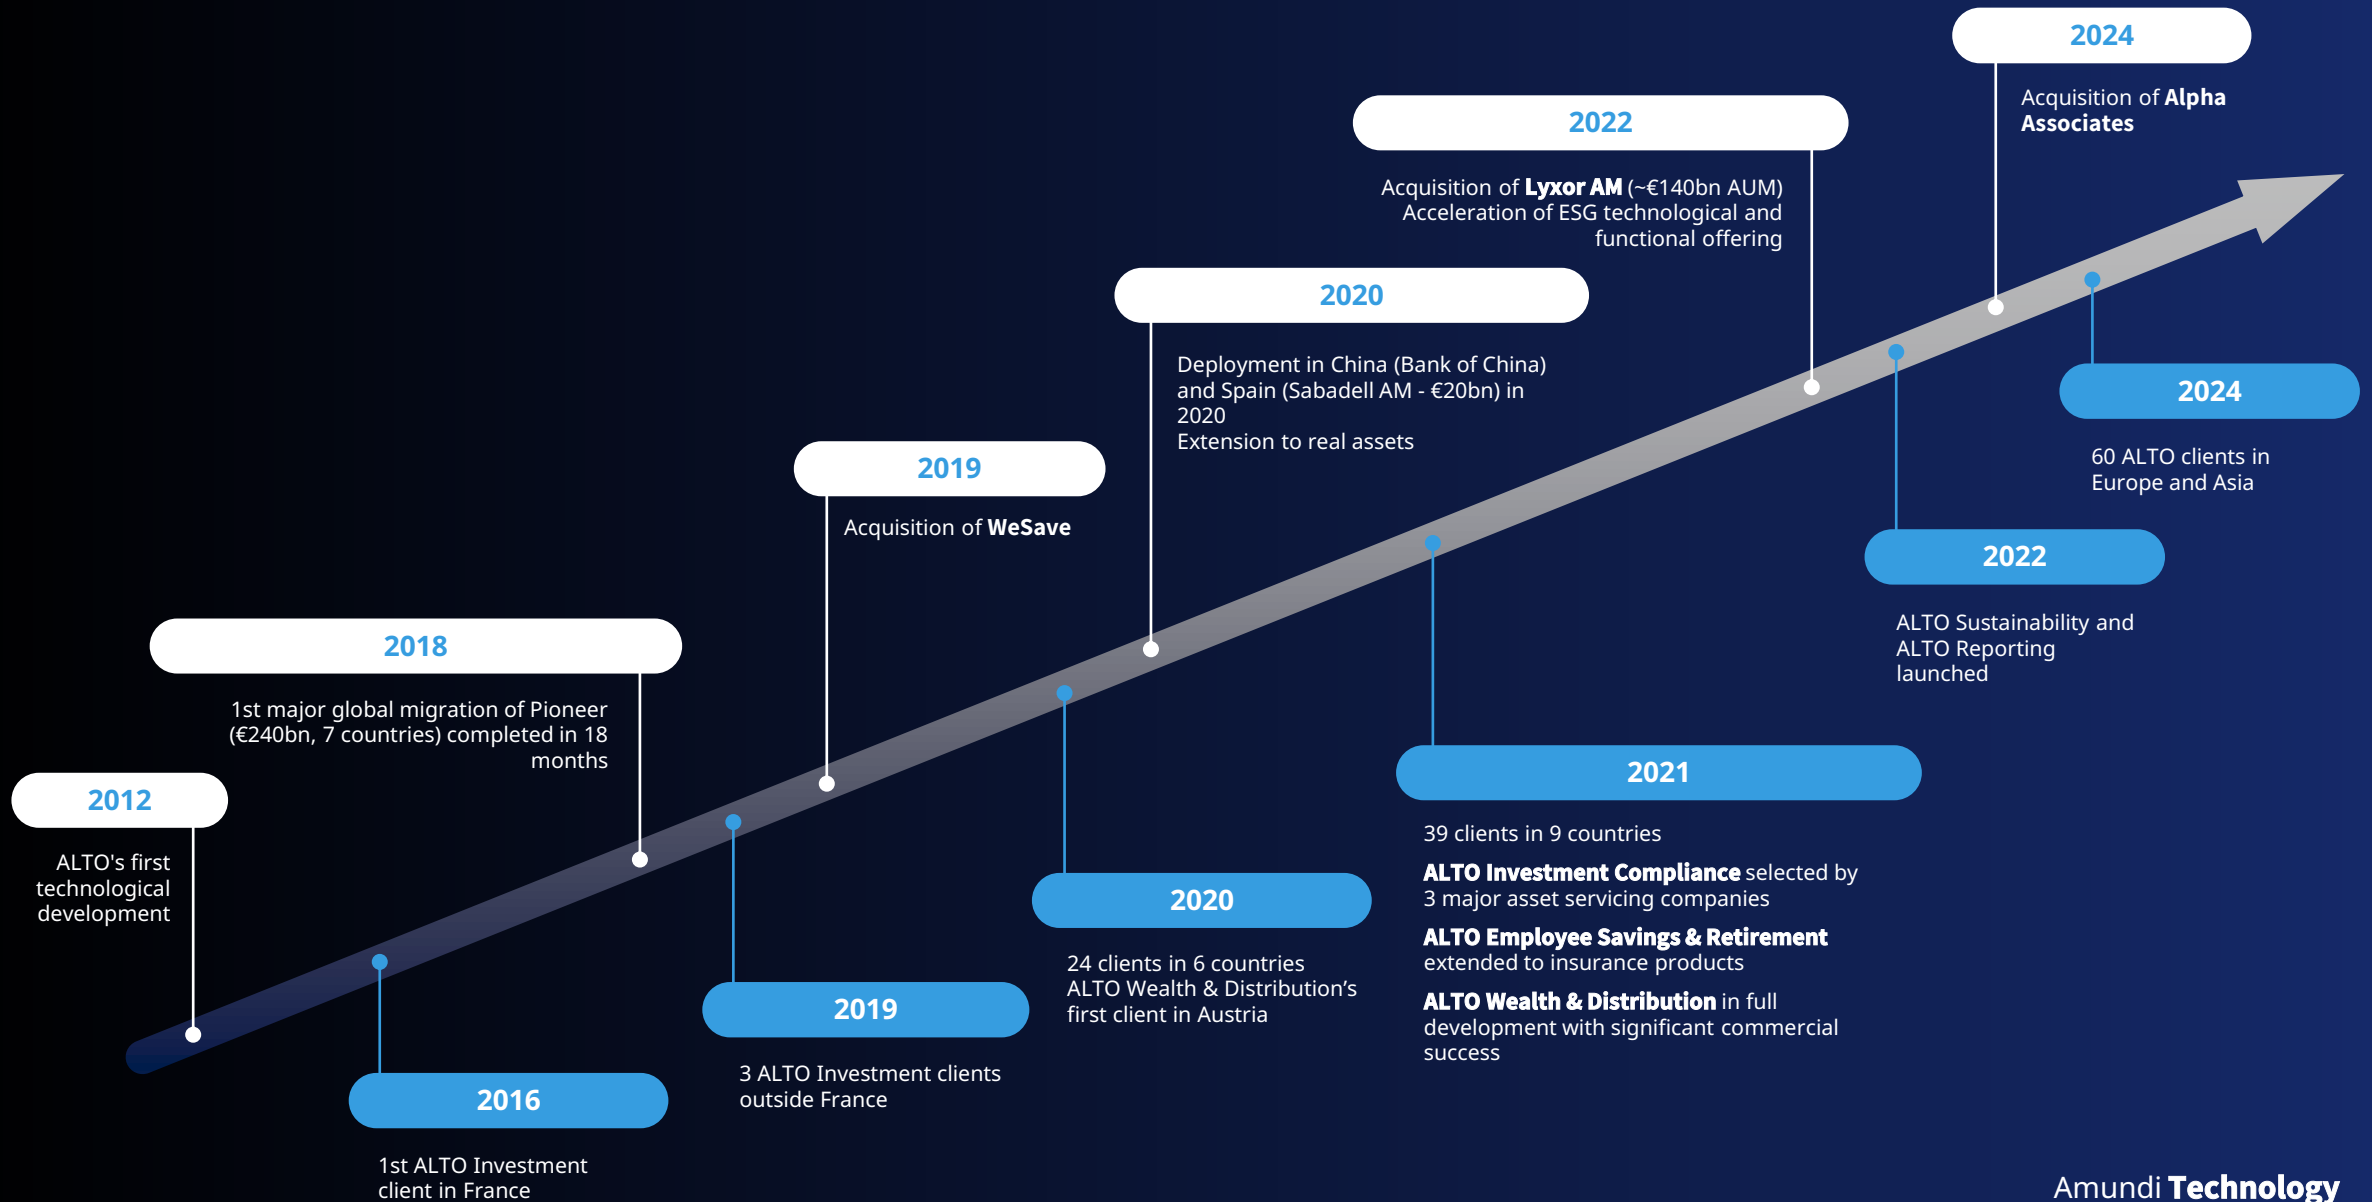 2012
ALTO's first
technological
development
2016
1st ALTO Investment
client in France
2018
1st major global migration of Pioneer
(€240bn, 7 countries) completed in 18
months
2019
3 ALTO Investment clients
outside France
2019
Acquisition of WeSave
2020
24 clients in 6 countries
ALTO Wealth & Distribution’s
first client in Austria
2020
Deployment in China (Bank of China)
and Spain (Sabadell AM - €20bn) in
2020
Extension to real assets
2021
39 clients in 9 countries
ALTO Investment Compliance selected by
3 major asset servicing companies
ALTO Employee Savings & Retirement
extended to insurance products
ALTO Wealth & Distribution in full
development with significant commercial
success
2022
Acquisition of Lyxor AM (~€140bn AUM)
Acceleration of ESG technological and
functional offering
2022
ALTO Sustainability and
ALTO Reporting
launched
2024
Acquisition of Alpha
Associates
2024
60 ALTO clients in
Europe and Asia
Amundi Technology